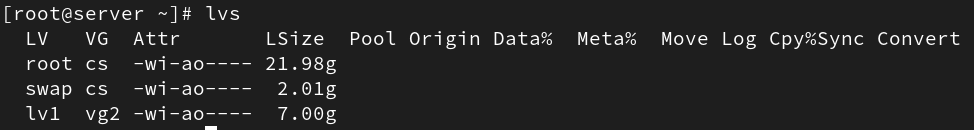 [root@server ~]# lvs
  LV   VG  Attr       LSize  Pool Origin Data%  Meta%  Move Log Cpy%Sync Convert
  root cs  -wi-ao---- 21.98g
  swap cs  -wi-ao----  2.01g
  lv1  vg2 -wi-ao----  7.00g